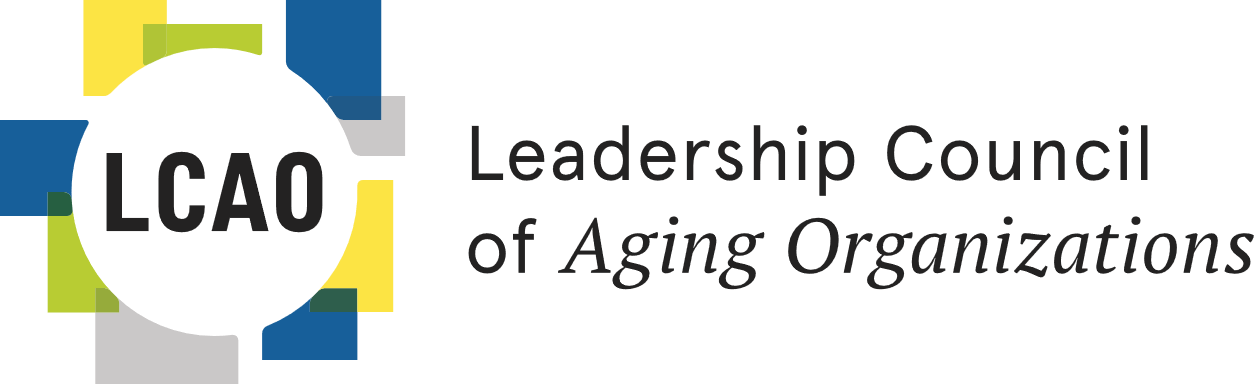 LCAO
Leadership Council
of Aging Organizations